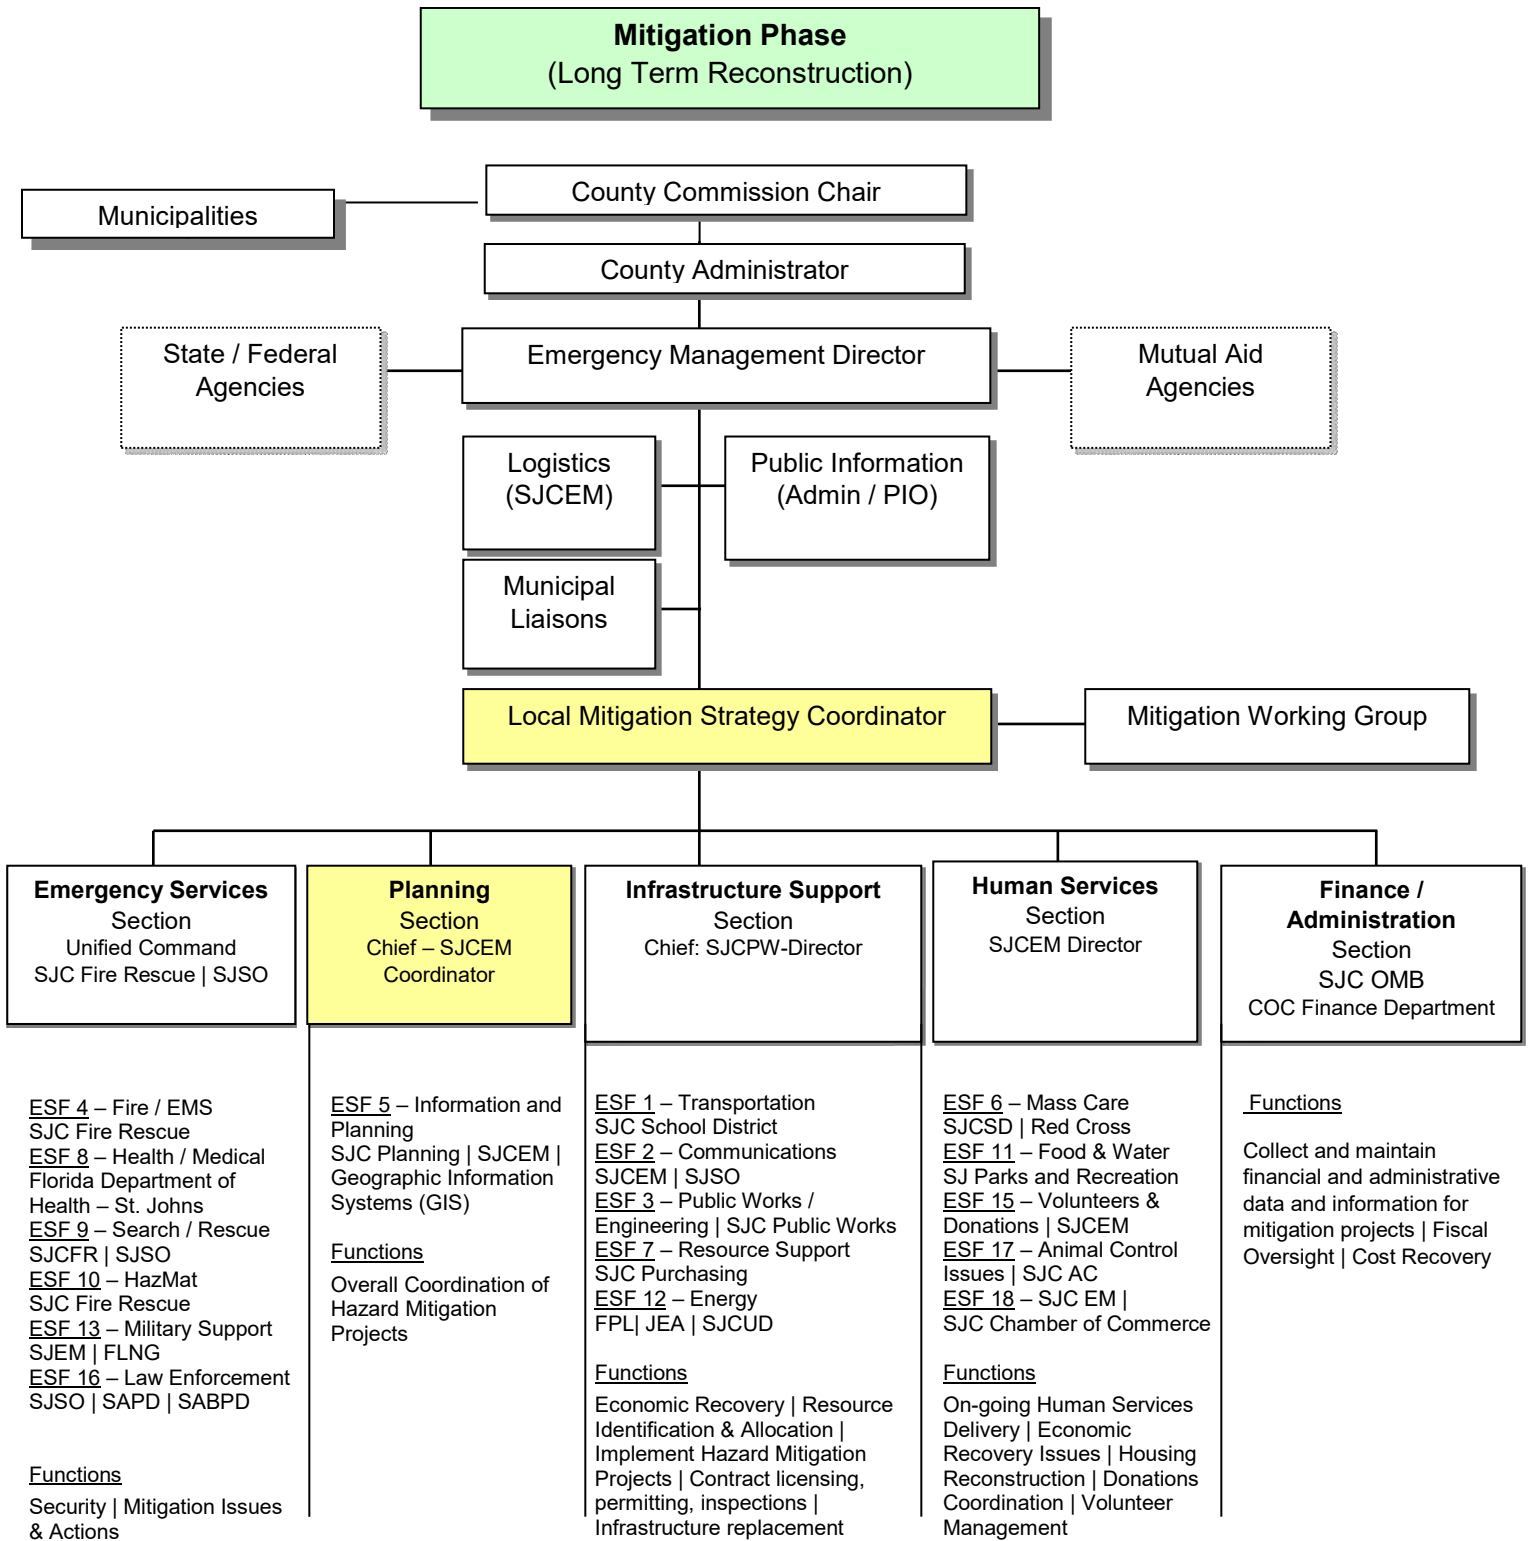 Mitigation Phase
(Long Term Reconstruction)
County Commission Chair
Municipalities
County Administrator
State / Federal
Agencies
Emergency Management Director
Mutual Aid
Agencies
Logistics
(SJCEM)
Public Information
(Admin / PIO)
Municipal
Liaisons
Local Mitigation Strategy Coordinator
Mitigation Working Group
Emergency Services
Section
Unified Command
SJC Fire Rescue | SJSO
Planning
Section
Chief – SJCEM
Coordinator
Infrastructure Support
Section
Chief: SJCPW-Director
Human Services
Section
SJCEM Director
Finance /
Administration
Section
SJC OMB
COC Finance Department
ESF 4 – Fire / EMS
SJC Fire Rescue
ESF 8 – Health / Medical
Florida Department of
Health – St. Johns
ESF 9 – Search / Rescue
SJCFR | SJSO
ESF 10 – HazMat
SJC Fire Rescue
ESF 13 – Military Support
SJEM | FLNG
ESF 16 – Law Enforcement
SJSO | SAPD | SABPD
Functions
Security | Mitigation Issues
& Actions
ESF 5 – Information and
Planning
SJC Planning | SJCEM |
Geographic Information
Systems (GIS)
Functions
Overall Coordination of
Hazard Mitigation
Projects
ESF 1 – Transportation
SJC School District
ESF 2 – Communications
SJCEM | SJSO
ESF 3 – Public Works /
Engineering | SJC Public Works
ESF 7 – Resource Support
SJC Purchasing
ESF 12 – Energy
FPL| JEA | SJCUD
Functions
Economic Recovery | Resource
Identification & Allocation |
Implement Hazard Mitigation
Projects | Contract licensing,
permitting, inspections |
Infrastructure replacement
ESF 6 – Mass Care
SJCSD | Red Cross
ESF 11 – Food & Water
SJ Parks and Recreation
ESF 15 – Volunteers &
Donations | SJCEM
ESF 17 – Animal Control
Issues | SJC AC
ESF 18 – SJC EM |
SJC Chamber of Commerce
Functions
On-going Human Services
Delivery | Economic
Recovery Issues | Housing
Reconstruction | Donations
Coordination | Volunteer
Management
Functions
Collect and maintain
financial and administrative
data and information for
mitigation projects | Fiscal
Oversight | Cost Recovery